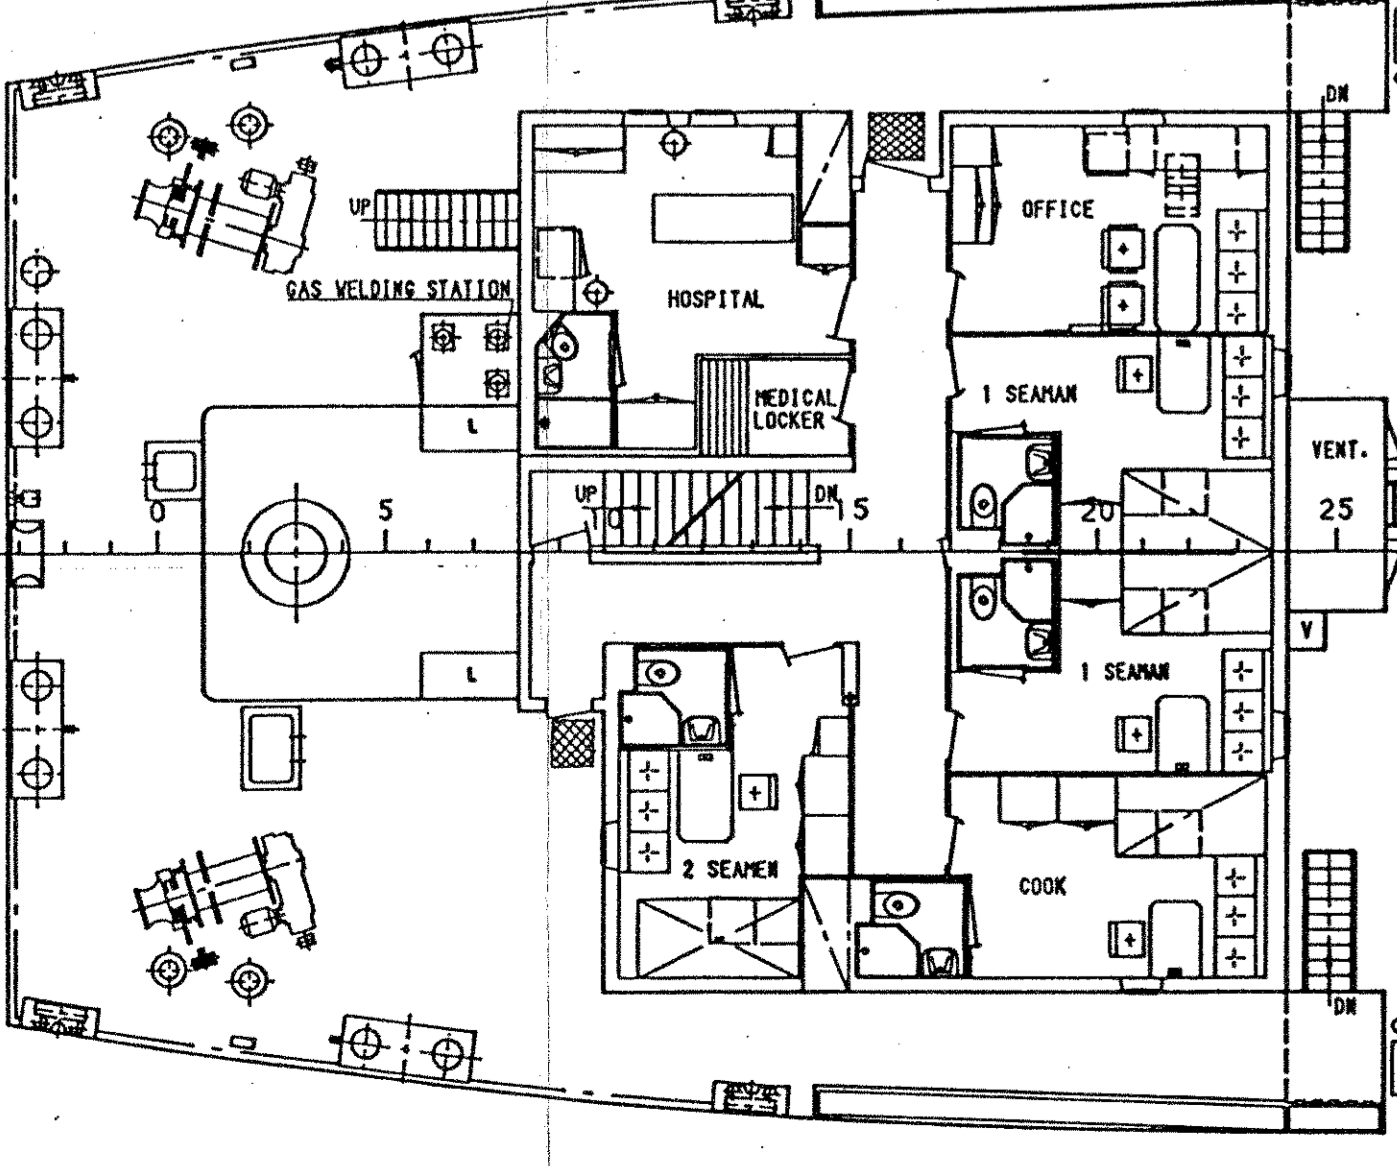 DN
UP
OFFICE
GAS WELDING STATION
HOSPITAL
1 SEAMAN
MEDICAL
LOCKER
L
VENT.
UP
DN
0
5
10
15
20
25
V
L
1 SEAMAN
2 SEAMEN
COOK
DN